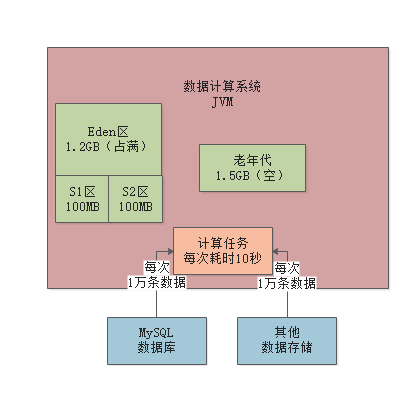 数据计算系统
JVM
Eden区
1.2GB（占满）
S1区
100MB
S2区
100MB
老年代
1.5GB（空）
计算任务
每次耗时10秒
每次
1万条数据
每次
1万条数据
MySQL
数据库
其他
数据存储